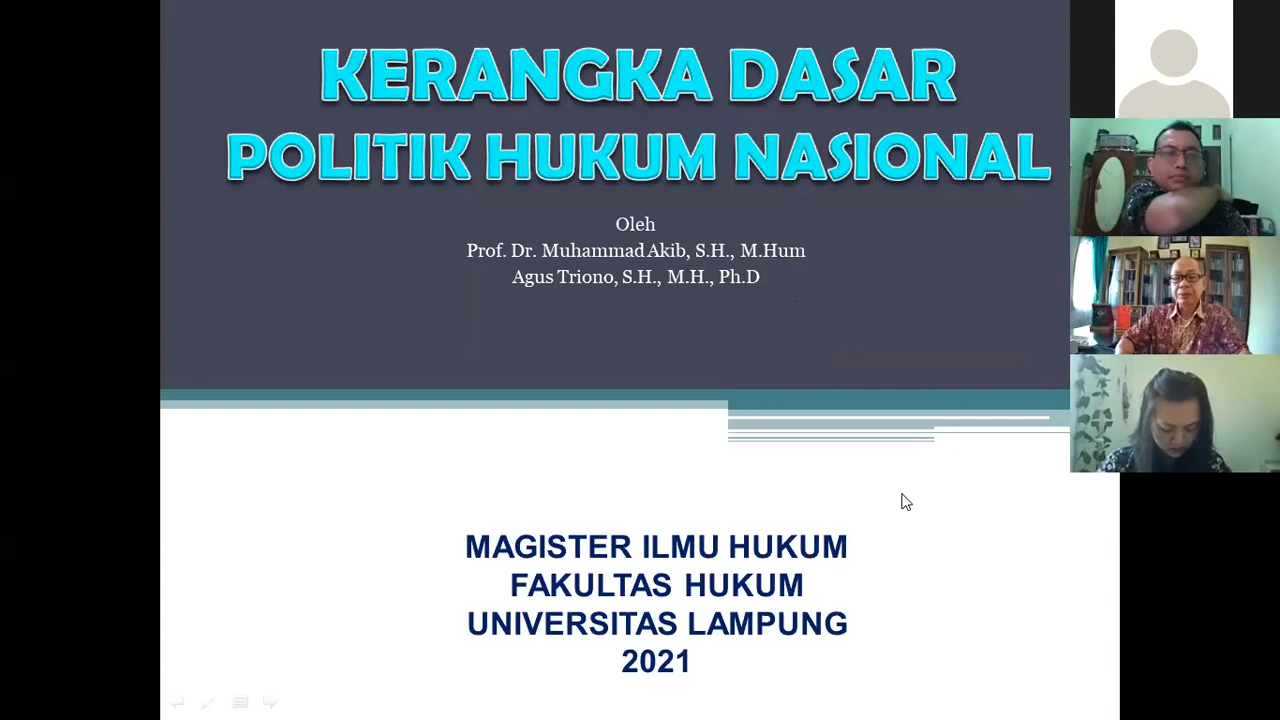 KERANGKA DASAR
POLITIK HUKUM NASIONAL
Oleh
Prof. Dr. Muhammad Akib, S.H., M.Hum
Agus Triono, S.H., M.H., Ph.D
MAGISTER ILMU HUKUM
FAKULTAS HUKUM
UNIVERSITAS LAMPUNG
2021